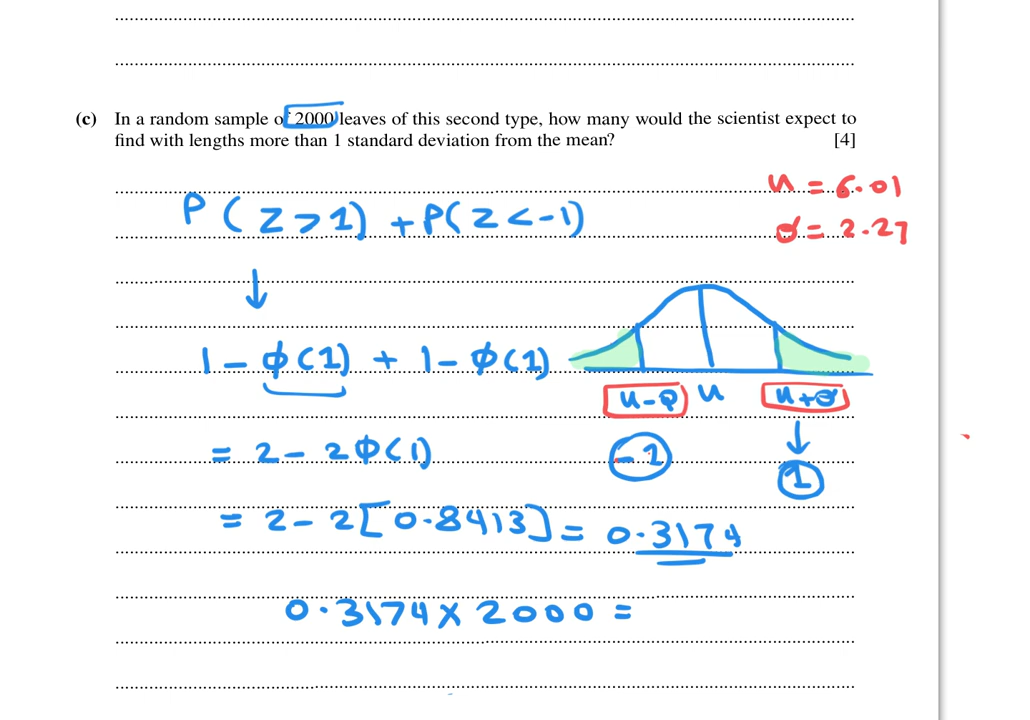 (c) In a random sample of 2000 leaves of this second type, how many would the scientist expect to
find with lengths more than 1 standard deviation from the mean? [4]
u = 6.01
P ( Z > 1 ) + P( Z < -1 )
σ = 2.27
↓
1 - ϕ(1) + 1 - ϕ(1)
u - σ u u + σ
↓
= 2 - 2ϕ(1) -1 1
= 2 - 2[0.8413] = 0.3174
0.3174 × 2000 =